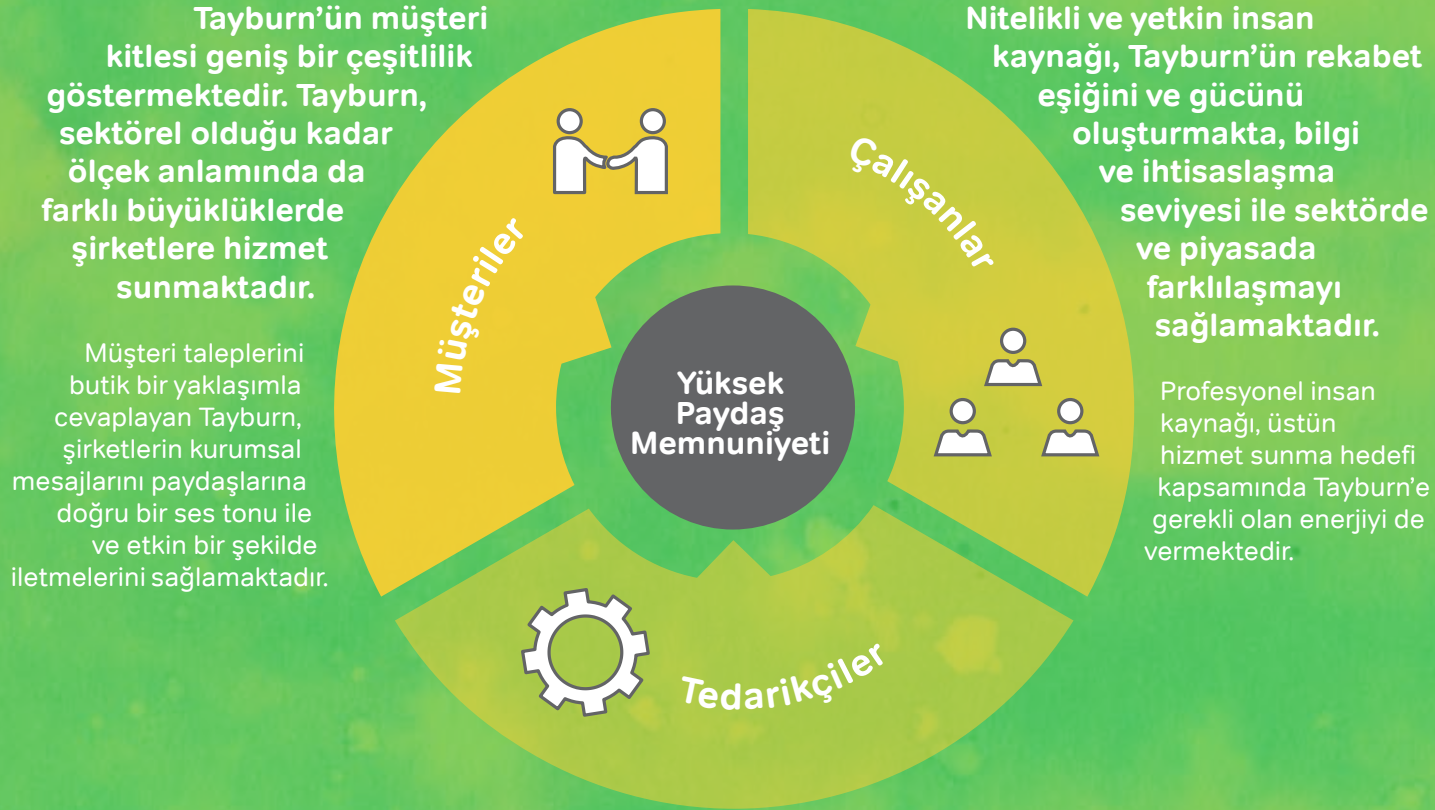 Tayburn’ün müşteri
kitlesi geniş bir çeşitlilik
göstermektedir. Tayburn,
sektörel olduğu kadar
ölçek anlamında da
farklı büyüklüklerde
şirketlere hizmet
sunmaktadır.
Müşteri taleplerini
butik bir yaklaşımla
cevaplayan Tayburn,
şirketlerin kurumsal
mesajlarını paydaşlarına
doğru bir ses tonu ile
ve etkin bir şekilde
iletmelerini sağlamaktadır.
Müşteriler
Çalışanlar
Yüksek
Paydaş
Memnuniyeti
Tedarikçiler
Nitelikli ve yetkin insan
kaynağı, Tayburn’ün rekabet
eşiğini ve gücünü
oluşturmakta, bilgi
ve ihtisaslaşma
seviyesi ile sektörde
ve piyasada
farklılaşmayı
sağlamaktadır.
Profesyonel insan
kaynağı, üstün
hizmet sunma hedefi
kapsamında Tayburn’e
gerekli olan enerjiyi de
vermektedir.